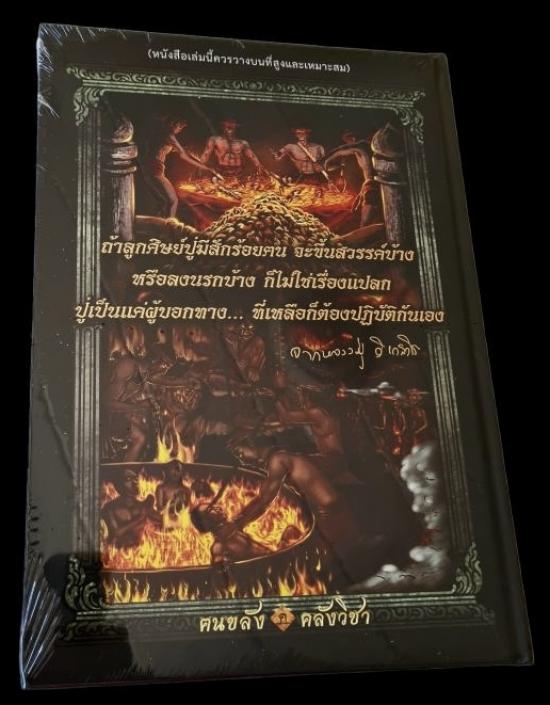 (หนังสือเล่มนี้ควรวางบนที่สูงและเหมาะสม)
ถ้าลูกศิษย์ปู่มีสักร้อยคน จะขึ้นสวรรค์บ้าง
หรือลงนรกบ้าง ก็ไม่ใช่เรื่องแปลก
ปู่เป็นแค่ผู้บอกทาง... ที่เหลือก็ต้องปฏิบัติกันเอง
คนขลัง คลังวิชา